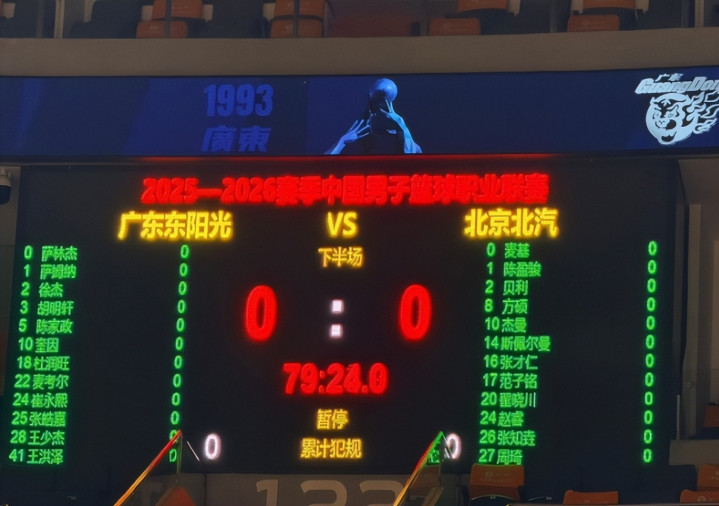 1993
廣東
广东
GuangDong
2025—2026赛季中国男子篮球职业联赛
广东东阳光 VS 北京北汽
下半场
0 萨林杰 0
1 萨姆纳 0
2 徐杰 0
3 胡明轩 0
5 陈家政 0
10 奎因 0
18 杜润旺 0
22 麦考尔 0
24 崔永熙 0
25 张皓嘉 0
28 王少杰 0
41 王洪泽 0
0 : 0
79:24.0
暂停
0 累计犯规 0
0 麦基 0
1 陈盈骏 0
2 贝利 0
8 方硕 0
10 杰曼 0
14 斯佩尔曼 0
16 张才仁 0
17 范子铭 0
20 翟晓川 0
24 赵睿 0
26 张知垚 0
27 周琦 0